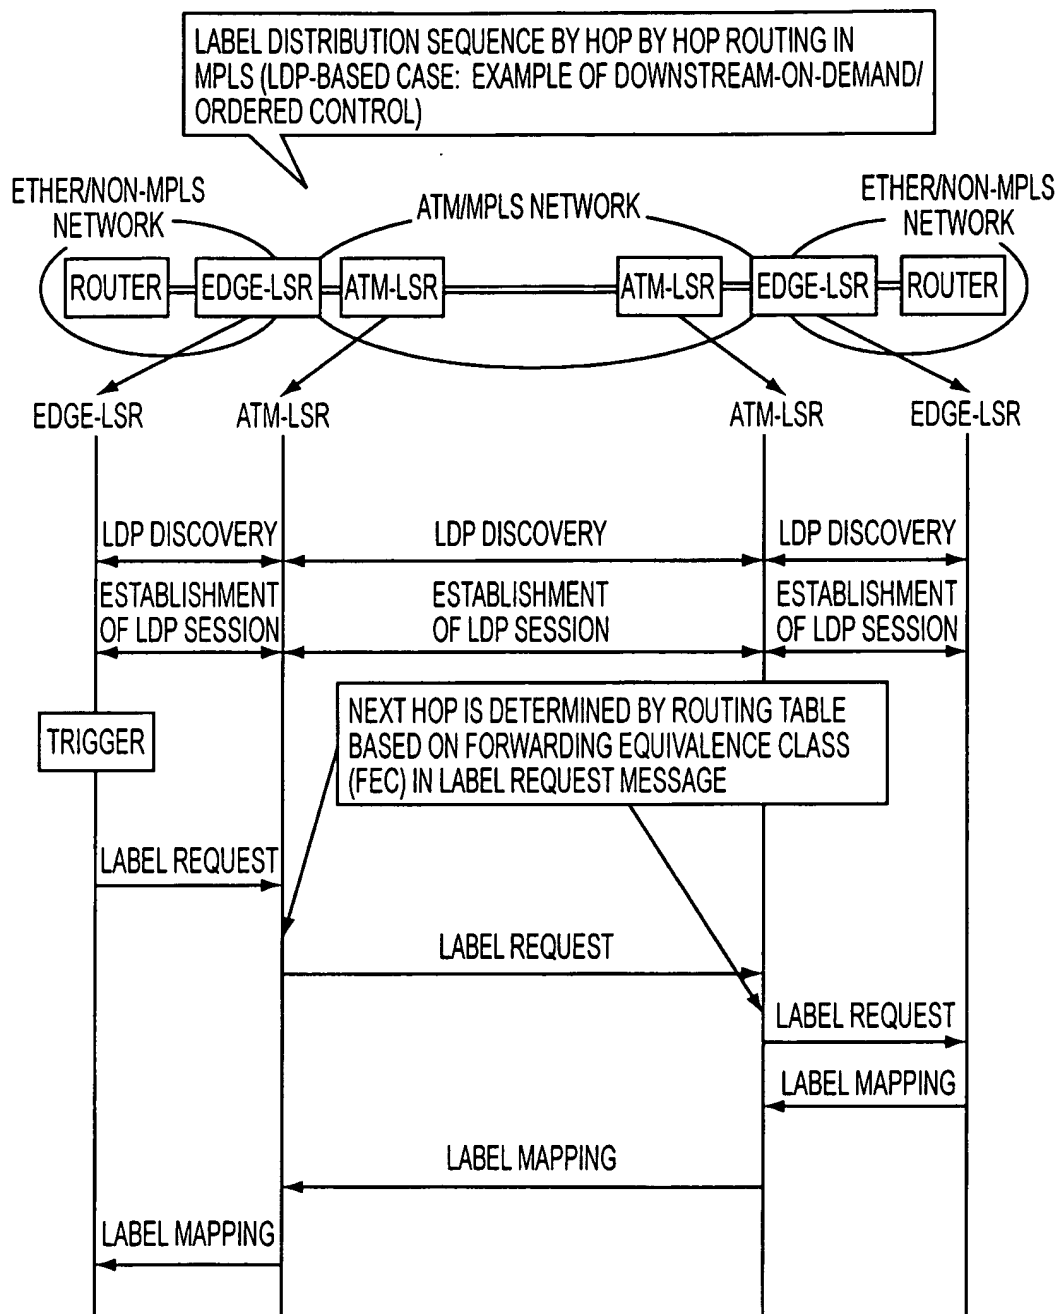 LABEL DISTRIBUTION SEQUENCE BY HOP BY HOP ROUTING IN
MPLS (LDP-BASED CASE: EXAMPLE OF DOWNSTREAM-ON-DEMAND/
ORDERED CONTROL)
ETHER/NON-MPLS
NETWORK
ATM/MPLS NETWORK
ETHER/NON-MPLS
NETWORK
ROUTER
EDGE-LSR
ATM-LSR
ATM-LSR
EDGE-LSR
ROUTER
EDGE-LSR
ATM-LSR
ATM-LSR
EDGE-LSR
LDP DISCOVERY
LDP DISCOVERY
LDP DISCOVERY
ESTABLISHMENT
OF LDP SESSION
ESTABLISHMENT
OF LDP SESSION
ESTABLISHMENT
OF LDP SESSION
TRIGGER
NEXT HOP IS DETERMINED BY ROUTING TABLE
BASED ON FORWARDING EQUIVALENCE CLASS
(FEC) IN LABEL REQUEST MESSAGE
LABEL REQUEST
LABEL REQUEST
LABEL REQUEST
LABEL MAPPING
LABEL MAPPING
LABEL MAPPING